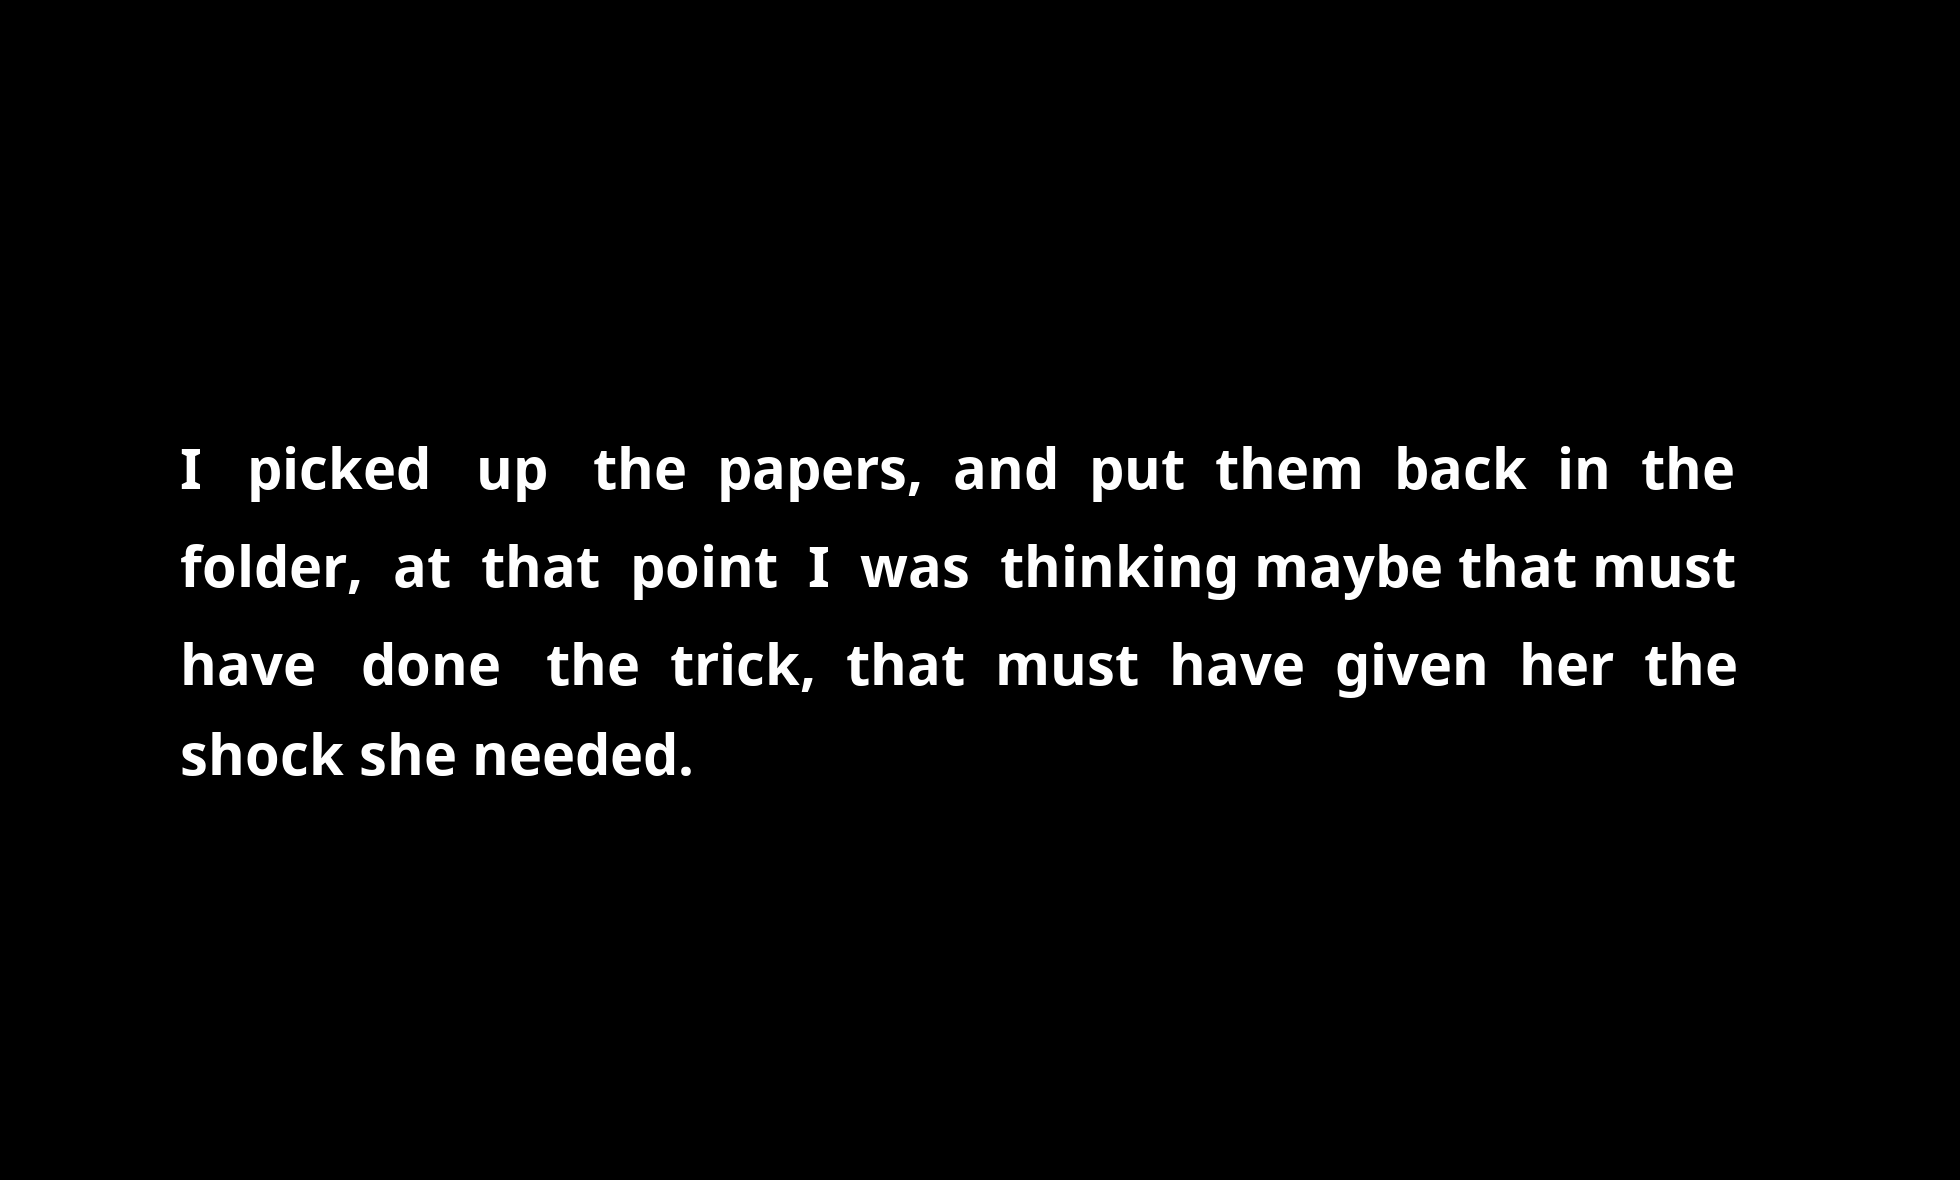 I picked up the papers, and put them back in the
folder, at that point I was thinking maybe that must
have done the trick, that must have given her the
shock she needed.